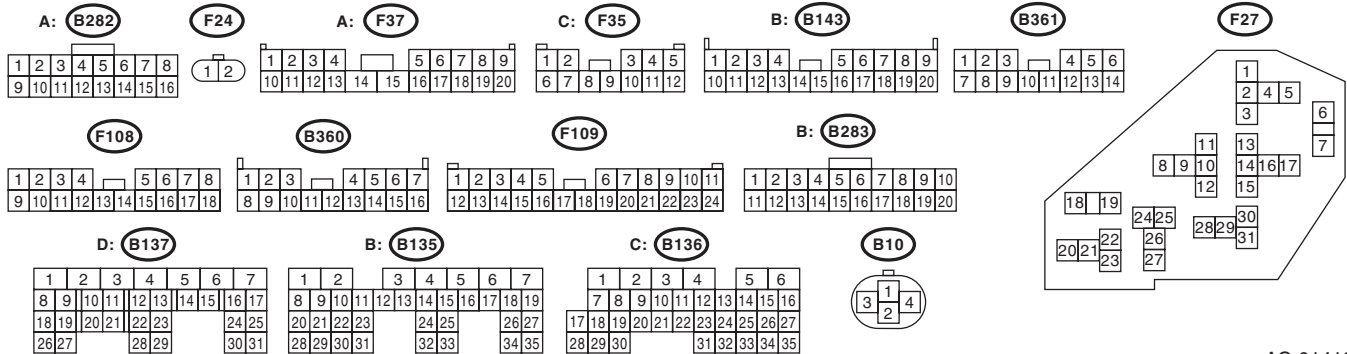 A: B282 F24 A: F37 C: F35 B: B143 B361 F27
1 2 3 4 5 6 7 8
9 10 11 12 13 14 15 16
1 2
1 2 3 4 5 6 7 8 9
10 11 12 13 14 15 16 17 18 19 20
1 2 3 4 5
6 7 8 9 10 11 12
1 2 3 4 5 6 7 8 9
10 11 12 13 14 15 16 17 18 19 20
1 2 3 4 5 6
7 8 9 10 11 12 13 14
1
2 4 5
3
6
7
11
8 9 10
12
13
14 16 17
15
18 19
20 21 22
23
24 25
26
27
28 29 30
31
F108 B360 F109 B: B283
1 2 3 4 5 6 7 8
9 10 11 12 13 14 15 16 17 18
1 2 3 4 5 6 7
8 9 10 11 12 13 14 15 16
1 2 3 4 5 6 7 8 9 10 11
12 13 14 15 16 17 18 19 20 21 22 23 24
1 2 3 4 5 6 7 8 9 10
11 12 13 14 15 16 17 18 19 20
D: B137 B: B135 C: B136 B10
1 2 3 4 5 6 7
8 9 10 11 12 13 14 15 16 17
18 19 20 21 22 23 24 25
26 27 28 29 30 31
1 2 3 4 5 6 7
8 9 10 11 12 13 14 15 16 17 18 19
20 21 22 23 24 25 26 27
28 29 30 31 32 33 34 35
1 2 3 4 5 6
7 8 9 10 11 12 13 14 15 16
17 18 19 20 21 22 23 24 25 26 27
28 29 30 31 32 33 34 35
1
3 4
2